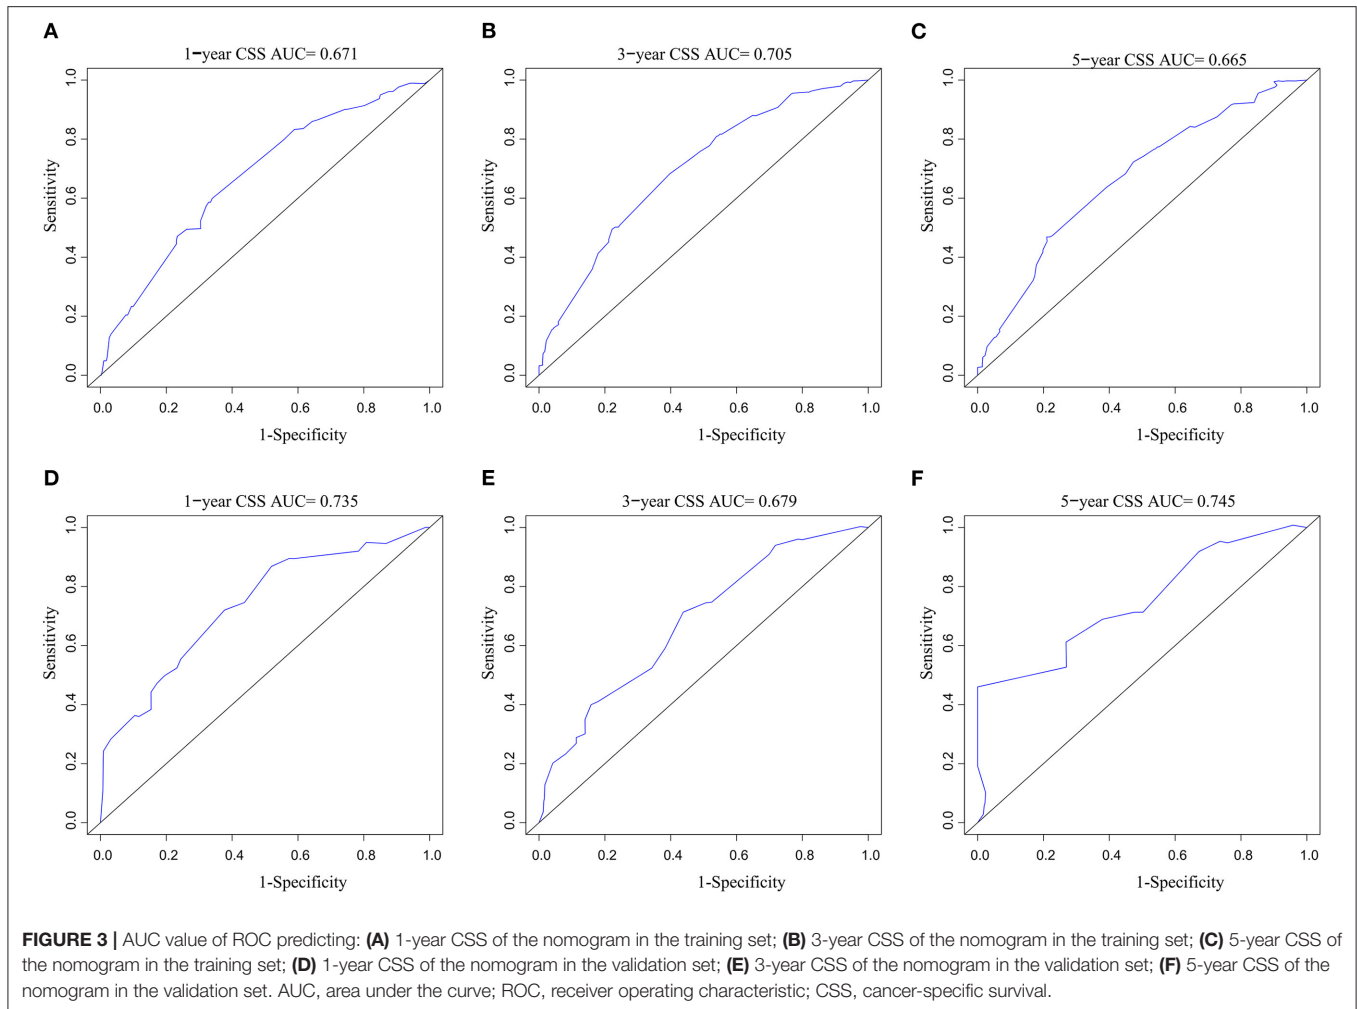 A
1−year CSS AUC= 0.671
Sensitivity
0.0 0.2 0.4 0.6 0.8 1.0
0.0 0.2 0.4 0.6 0.8 1.0
1-Specificity
B
3−year CSS AUC= 0.705
Sensitivity
0.0 0.2 0.4 0.6 0.8 1.0
0.0 0.2 0.4 0.6 0.8 1.0
1-Specificity
C
5−year CSS AUC= 0.665
Sensitivity
0.0 0.2 0.4 0.6 0.8 1.0
0.0 0.2 0.4 0.6 0.8 1.0
1-Specificity
D
1−year CSS AUC= 0.735
Sensitivity
0.0 0.2 0.4 0.6 0.8 1.0
0.0 0.2 0.4 0.6 0.8 1.0
1-Specificity
E
3−year CSS AUC= 0.679
Sensitivity
0.0 0.2 0.4 0.6 0.8 1.0
0.0 0.2 0.4 0.6 0.8 1.0
1-Specificity
F
5−year CSS AUC= 0.745
Sensitivity
0.0 0.2 0.4 0.6 0.8 1.0
0.0 0.2 0.4 0.6 0.8 1.0
1-Specificity
FIGURE 3 | AUC value of ROC predicting: (A) 1-year CSS of the nomogram in the training set; (B) 3-year CSS of the nomogram in the training set; (C) 5-year CSS of
the nomogram in the training set; (D) 1-year CSS of the nomogram in the validation set; (E) 3-year CSS of the nomogram in the validation set; (F) 5-year CSS of the
nomogram in the validation set. AUC, area under the curve; ROC, receiver operating characteristic; CSS, cancer-specific survival.